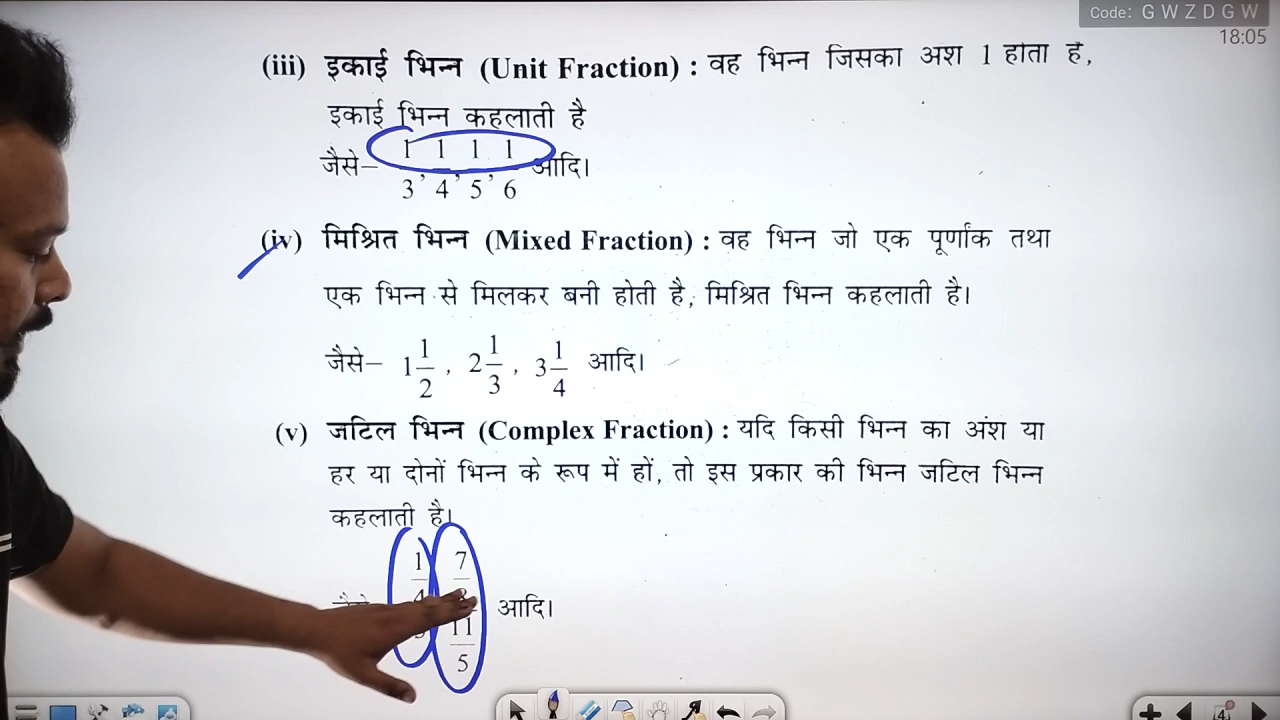 Code: G W Z D G W
18:05
(iii) इकाई भिन्न (Unit Fraction) : वह भिन्न जिसका अंश 1 होता है,
इकाई भिन्न कहलाती है
जैसे– 1/3, 1/4, 1/5, 1/6 आदि।
(iv) मिश्रित भिन्न (Mixed Fraction) : वह भिन्न जो एक पूर्णांक तथा
एक भिन्न से मिलकर बनी होती है, मिश्रित भिन्न कहलाती है।
जैसे– 1 1/2, 2 1/3, 3 1/4 आदि।
(v) जटिल भिन्न (Complex Fraction) : यदि किसी भिन्न का अंश या
हर या दोनों भिन्न के रूप में हों, तो इस प्रकार की भिन्न जटिल भिन्न
कहलाती है।
1 7
11
5
आदि।
4